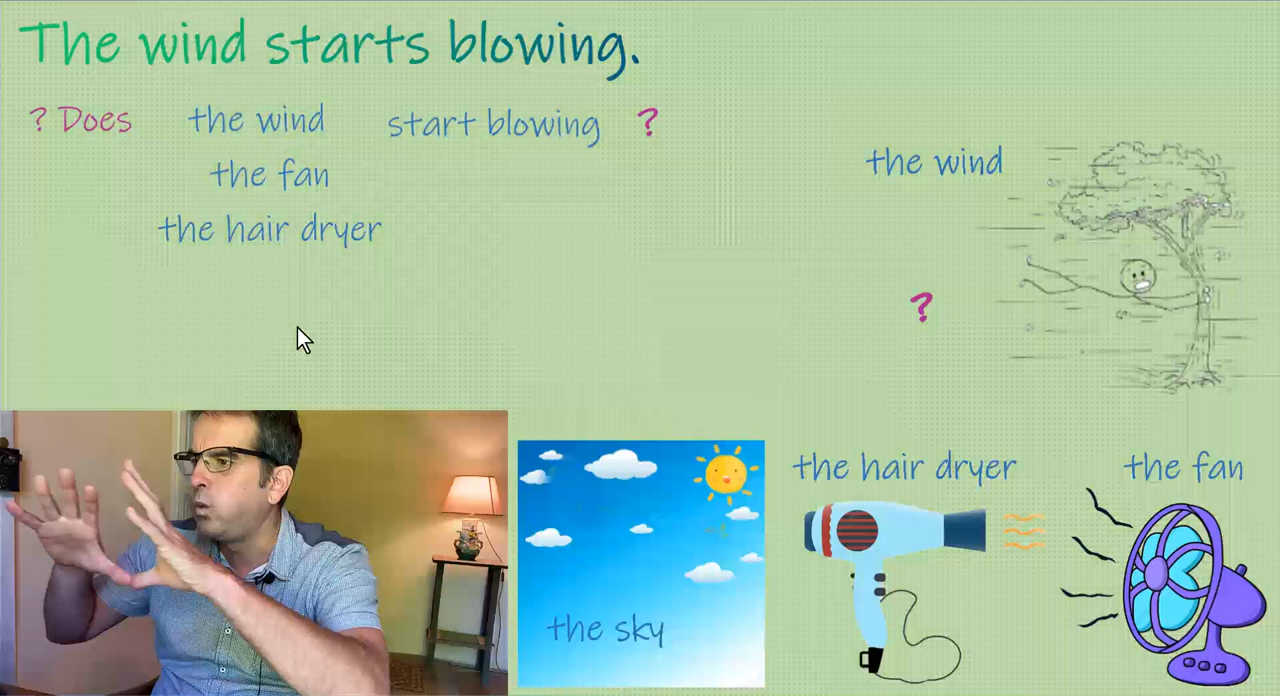 The wind starts blowing.
? Does the wind start blowing ?
the fan
the hair dryer
the wind
?
the hair dryer
the fan
the sky